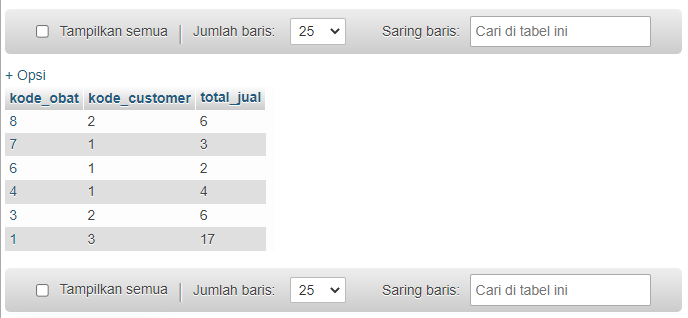 Tampilkan semua | Jumlah baris: 25 Saring baris: Cari di tabel ini
+ Opsi
kode_obat kode_customer total_jual
8 2 6
7 1 3
6 1 2
4 1 4
3 2 6
1 3 17
Tampilkan semua | Jumlah baris: 25 Saring baris: Cari di tabel ini